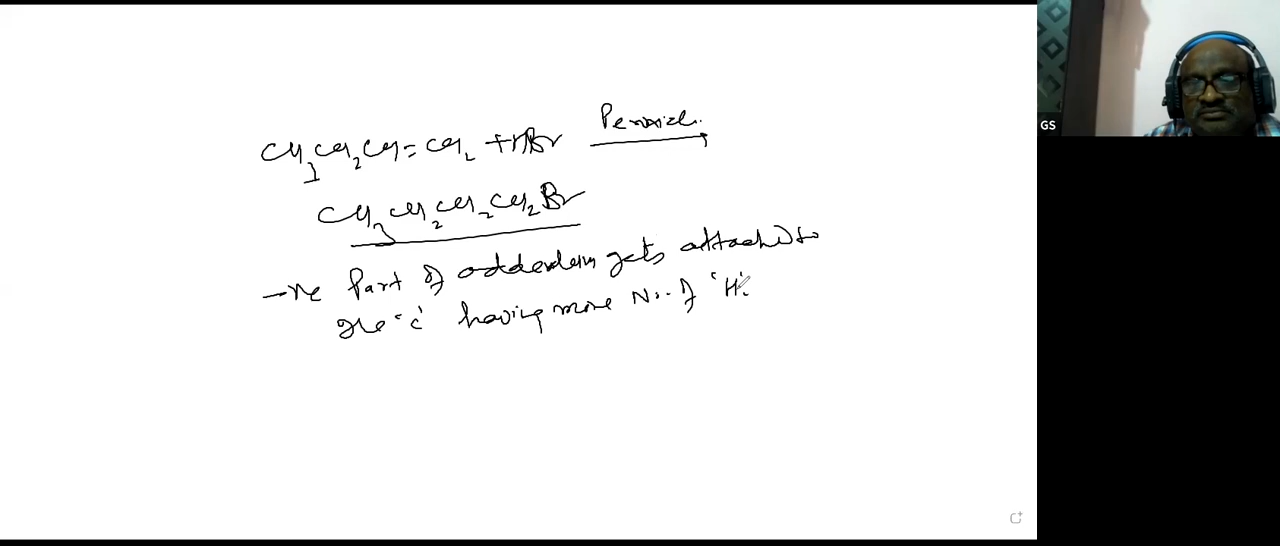 CH3CH2CH=CH2 +HBr Peroxide
CH3CH2CH2CH2Br
-ve Part of addendum gets attached to
the 'C' having more No. of 'H'.
GS